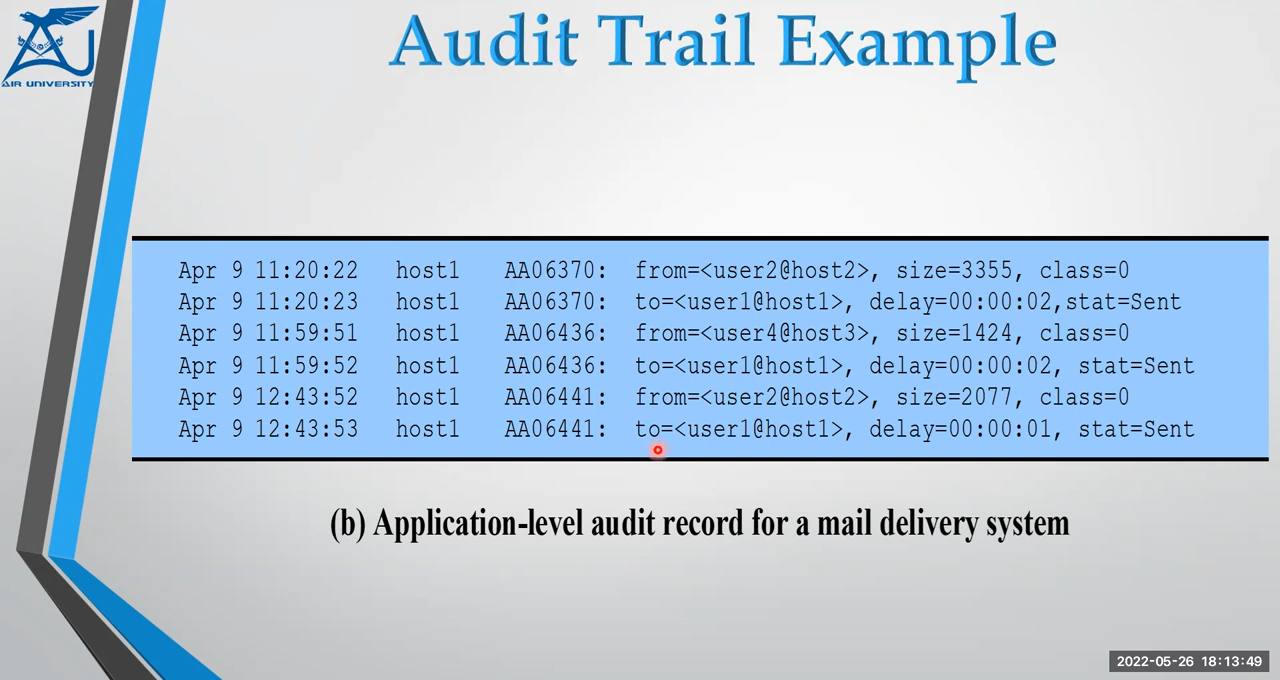 AIR UNIVERSITY
Audit Trail Example
Apr 9 11:20:22 host1 AA06370: from=<user2@host2>, size=3355, class=0
Apr 9 11:20:23 host1 AA06370: to=<user1@host1>, delay=00:00:02,stat=Sent
Apr 9 11:59:51 host1 AA06436: from=<user4@host3>, size=1424, class=0
Apr 9 11:59:52 host1 AA06436: to=<user1@host1>, delay=00:00:02, stat=Sent
Apr 9 12:43:52 host1 AA06441: from=<user2@host2>, size=2077, class=0
Apr 9 12:43:53 host1 AA06441: to=<user1@host1>, delay=00:00:01, stat=Sent
(b) Application-level audit record for a mail delivery system
2022-05-26 18:13:49